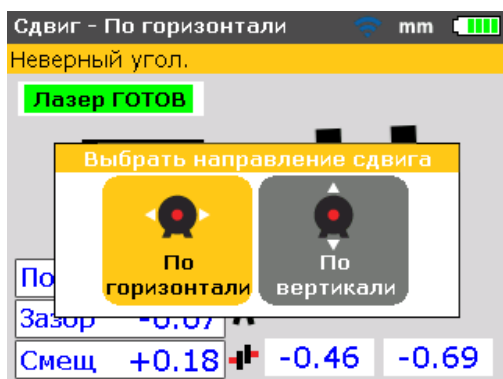 Сдвиг - По горизонтали mm
Неверный угол.
Лазер ГОТОВ
Выбрать направление сдвига
По горизонтали
По вертикали
По
Зазор -0.07
Смещ +0.18 -0.46 -0.69